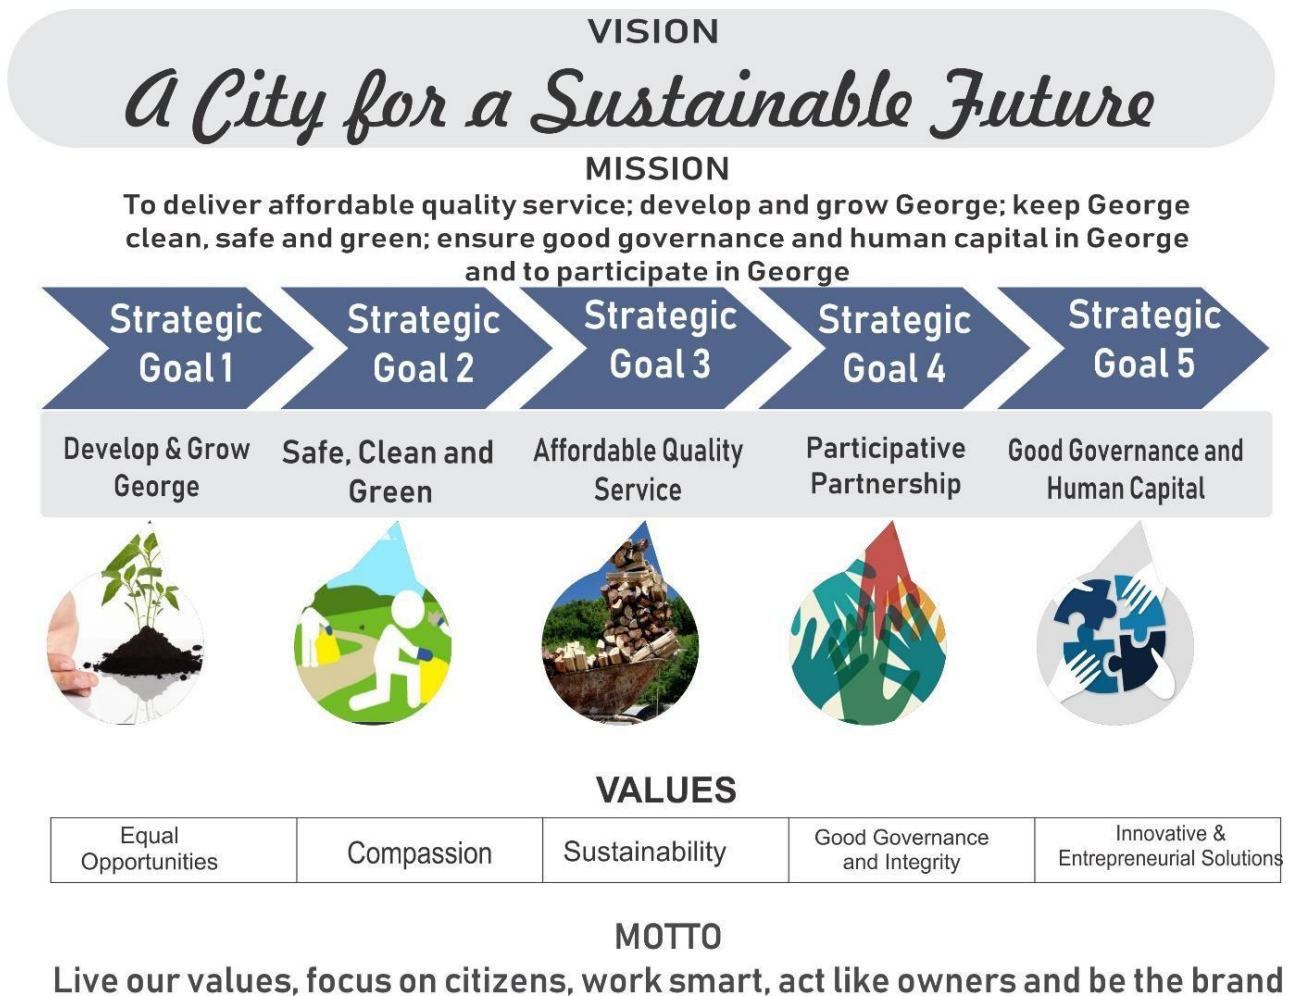 VISION
A City for a Sustainable Future
MISSION
To deliver affordable quality service; develop and grow George; keep George
clean, safe and green; ensure good governance and human capital in George
and to participate in George
Strategic
Goal 1
Strategic
Goal 2
Strategic
Goal 3
Strategic
Goal 4
Strategic
Goal 5
Develop & Grow
George
Safe, Clean and
Green
Affordable Quality
Service
Participative
Partnership
Good Governance and
Human Capital
VALUES
Equal
Opportunities
Compassion
Sustainability
Good Governance
and Integrity
Innovative &
Entrepreneurial Solutions
MOTTO
Live our values, focus on citizens, work smart, act like owners and be the brand